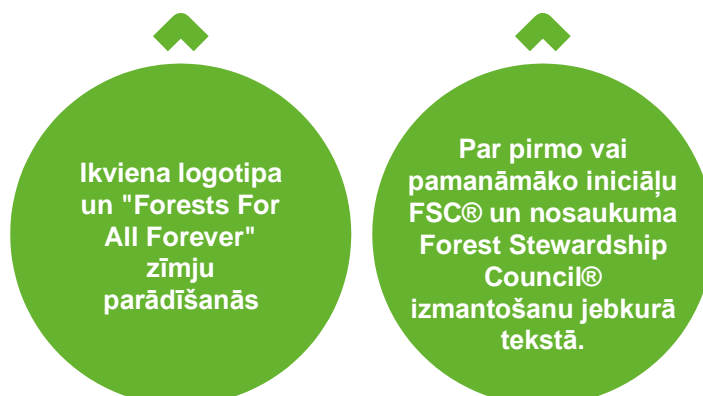 Ikviena logotipa
un "Forests For
All Forever"
zīmju
parādīšanās
Par pirmo vai
pamanāmāko iniciāļu
FSC® un nosaukuma
Forest Stewardship
Council®
izmantošanu jebkurā
tekstā.